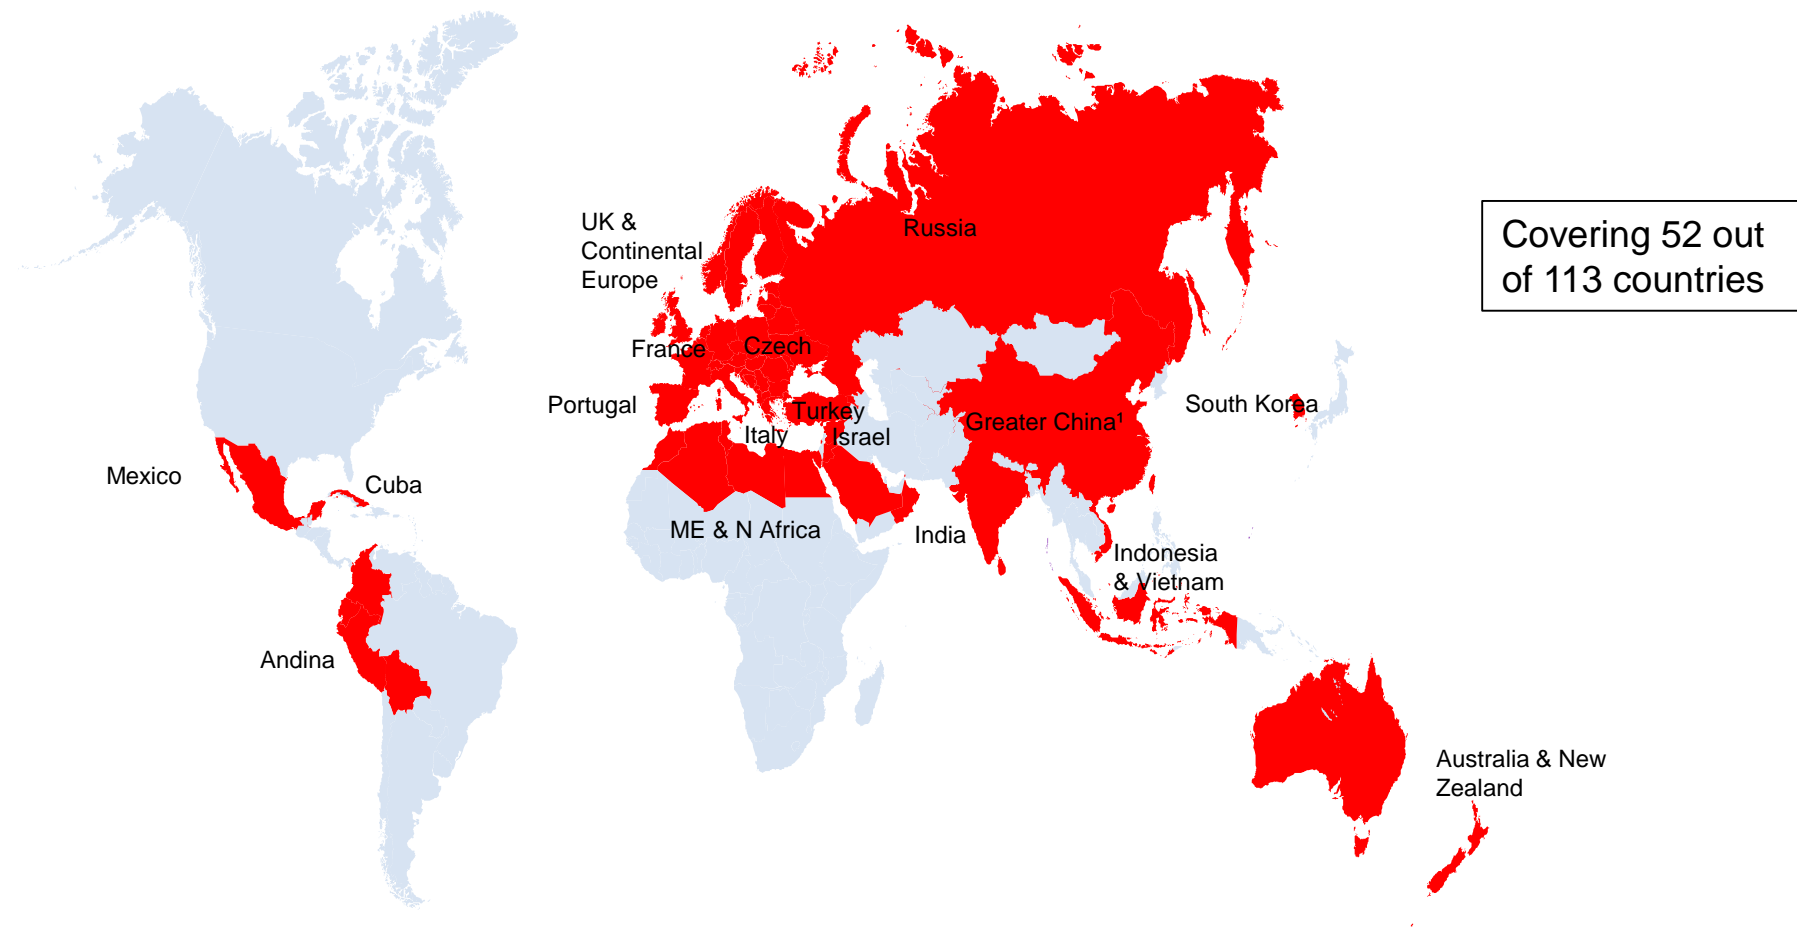 UK &
Continental
Europe
Russia
Covering 52 out
of 113 countries
France
Czech
Portugal
Turkey
Italy
Israel
Greater China¹
South Korea
Mexico
Cuba
ME & N Africa
India
Indonesia
& Vietnam
Andina
Australia & New
Zealand